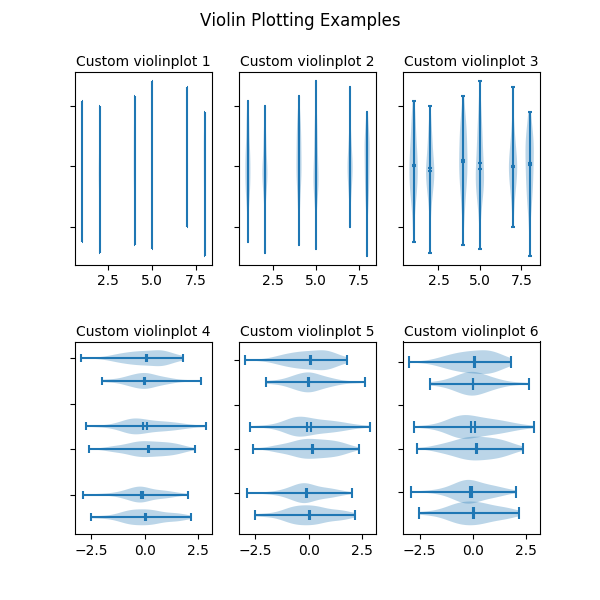 Violin Plotting Examples
Custom violinplot 1 Custom violinplot 2 Custom violinplot 3
2.5 5.0 7.5 2.5 5.0 7.5 2.5 5.0 7.5
Custom violinplot 4 Custom violinplot 5 Custom violinplot 6
−2.5 0.0 2.5 −2.5 0.0 2.5 −2.5 0.0 2.5